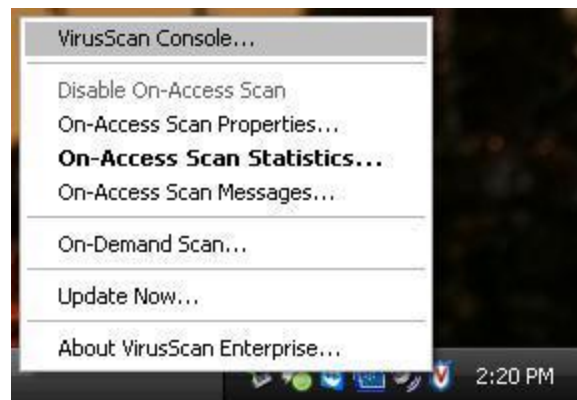 VirusScan Console...
Disable On-Access Scan
On-Access Scan Properties...
On-Access Scan Statistics...
On-Access Scan Messages...
On-Demand Scan...
Update Now...
About VirusScan Enterprise...
2:20 PM